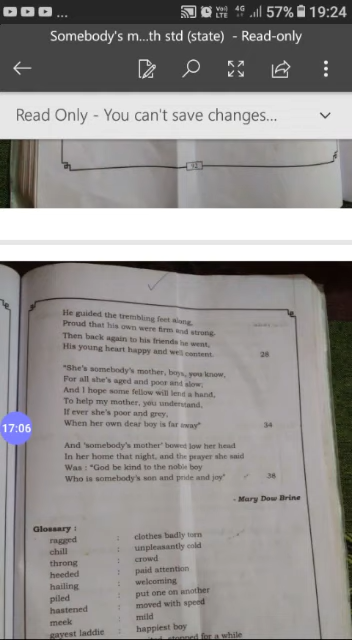 Voll LTE 4G 57% 19:24
Somebody's m...th std (state) - Read-only
Read Only - You can't save changes...
92
He guided the trembling feet along,
Proud that his own were firm and strong.
Then back again to his friends he went,
His young heart happy and well content. 28
"She's somebody's mother, boys, you know,
For all she's aged and poor and slow;
And I hope some fellow will lend a hand,
To help my mother, you understand,
If ever she's poor and grey,
When her own dear boy is far away" 34
17:06
And 'somebody's mother' bowed low her head
In her home that night, and the prayer she said
Was : "God be kind to the noble boy
Who is somebody's son and pride and joy" 38
- Mary Dow Brine
Glossary :
ragged : clothes badly torn
chill : unpleasantly cold
throng : crowd
heeded : paid attention
hailing : welcoming
piled : put one on another
hastened : moved with speed
meek : mild
gayest laddie : happiest boy
stopped for a while